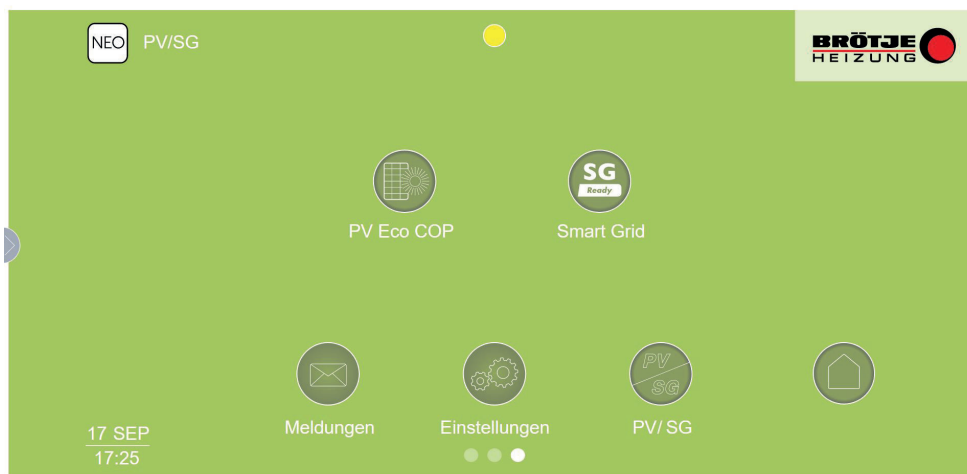 NEO PV/SG
BRÖTJE
HEIZUNG
SG
Ready
PV Eco COP Smart Grid
PV
SG
Meldungen Einstellungen PV/ SG
17 SEP
17:25